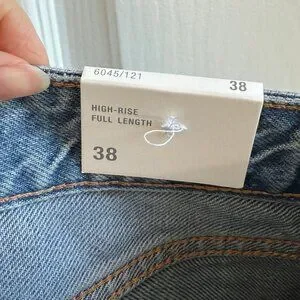 6045/121 38
HIGH-RISE
FULL LENGTH
38